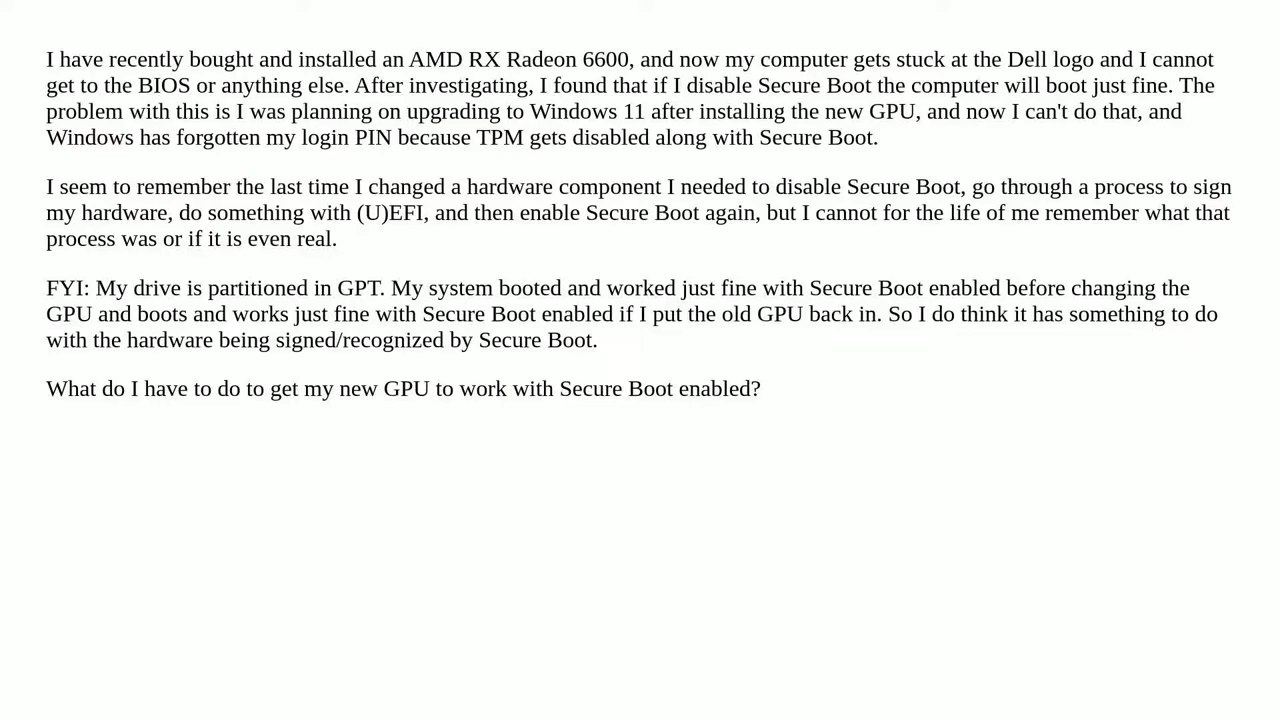 I have recently bought and installed an AMD RX Radeon 6600, and now my computer gets stuck at the Dell logo and I cannot
get to the BIOS or anything else. After investigating, I found that if I disable Secure Boot the computer will boot just fine. The
problem with this is I was planning on upgrading to Windows 11 after installing the new GPU, and now I can't do that, and
Windows has forgotten my login PIN because TPM gets disabled along with Secure Boot.
I seem to remember the last time I changed a hardware component I needed to disable Secure Boot, go through a process to sign
my hardware, do something with (U)EFI, and then enable Secure Boot again, but I cannot for the life of me remember what that
process was or if it is even real.
FYI: My drive is partitioned in GPT. My system booted and worked just fine with Secure Boot enabled before changing the
GPU and boots and works just fine with Secure Boot enabled if I put the old GPU back in. So I do think it has something to do
with the hardware being signed/recognized by Secure Boot.
What do I have to do to get my new GPU to work with Secure Boot enabled?